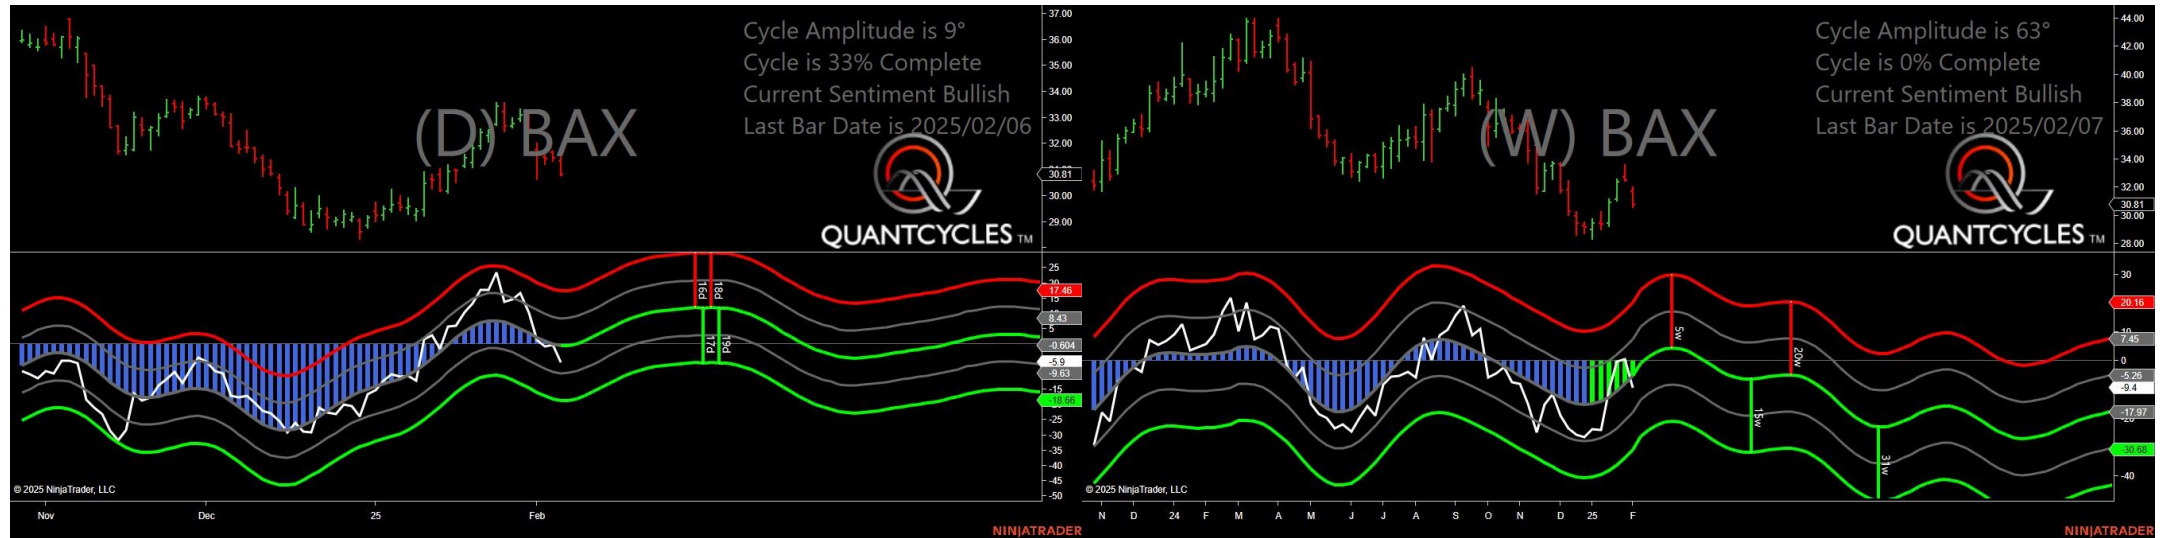 Cycle Amplitude is 9°
Cycle is 33% Complete
Current Sentiment Bullish
Last Bar Date is 2025/02/06
(D) BAX
QUANTCYCLES TM
37.00
36.00
35.00
34.00
33.00
32.00
30.81
30.00
29.00
25
17.46
15
8.43
5
-0.604
-5.9
-9.63
-15
-18.66
-25
-30
-35
-40
-45
-50
16d
18d
17d
19d
© 2025 NinjaTrader, LLC
Nov
Dec
25
Feb
NINJATRADER
Cycle Amplitude is 63°
Cycle is 0% Complete
Current Sentiment Bullish
Last Bar Date is 2025/02/07
(W) BAX
QUANTCYCLES TM
44.00
42.00
40.00
38.00
36.00
34.00
32.00
30.81
30.00
28.00
30
20.16
10
7.45
0
-5.26
-9.4
-17.97
-30.68
-40
5w
20w
15w
31w
© 2025 NinjaTrader, LLC
N
D
24
F
M
A
M
J
J
A
S
O
N
D
25
F
NINJATRADER